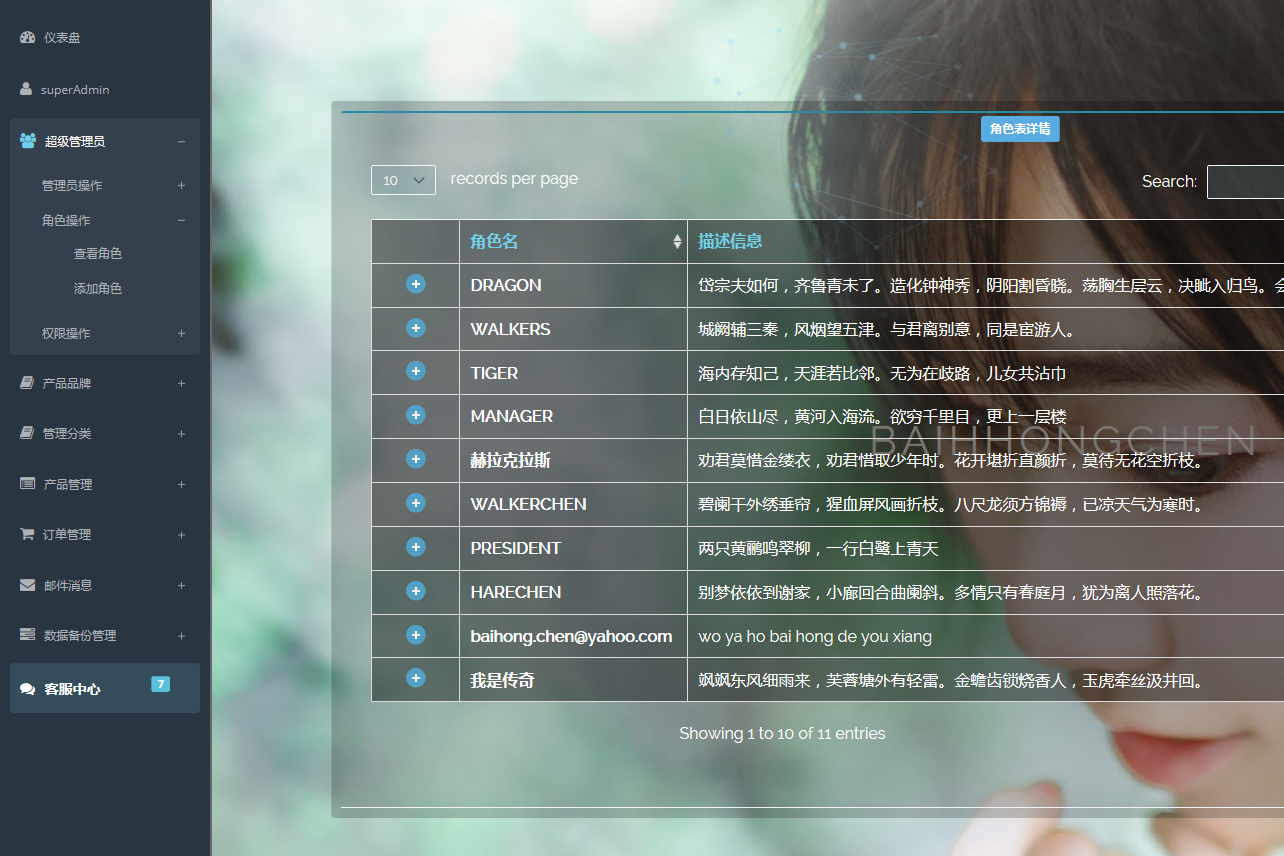 仪表盘
superAdmin
超级管理员
管理员操作
角色操作
查看角色
添加角色
权限操作
产品品牌
管理分类
产品管理
订单管理
邮件消息
数据备份管理
客服中心 7
角色表详情
10 records per page
Search:
角色名 描述信息
DRAGON 岱宗夫如何，齐鲁青未了。造化钟神秀，阴阳割昏晓。荡胸生层云，决眦入归鸟。会
WALKERS 城阙辅三秦，风烟望五津。与君离别意，同是宦游人。
TIGER 海内存知己，天涯若比邻。无为在歧路，儿女共沾巾
MANAGER 白日依山尽，黄河入海流。欲穷千里目，更上一层楼
BAIHHONGCHEN
赫拉克拉斯 劝君莫惜金缕衣，劝君惜取少年时。花开堪折直颜折，莫待无花空折枝。
WALKERCHEN 碧阑干外绣垂帘，猩血屏风画折枝。八尺龙须方锦褥，已凉天气为寒时。
PRESIDENT 两只黄鹂鸣翠柳，一行白鹭上青天
HARECHEN 别梦依依到谢家，小廊回合曲阑斜。多情只有春庭月，犹为离人照落花。
baihong.chen@yahoo.com wo ya ho bai hong de you xiang
我是传奇 飒飒东风细雨来，芙蓉塘外有轻雷。金蟾齿锁烧香人，玉虎牵丝汲井回。
Showing 1 to 10 of 11 entries